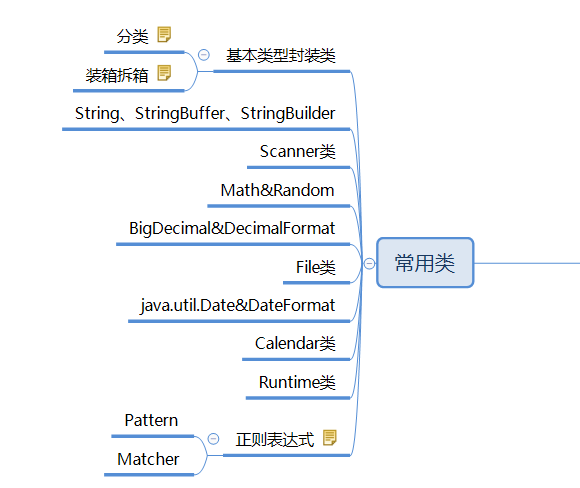 分类
基本类型封装类
装箱拆箱
String、StringBuffer、StringBuilder
Scanner类
Math&Random
BigDecimal&DecimalFormat
常用类
File类
java.util.Date&DateFormat
Calendar类
Runtime类
Pattern
正则表达式
Matcher